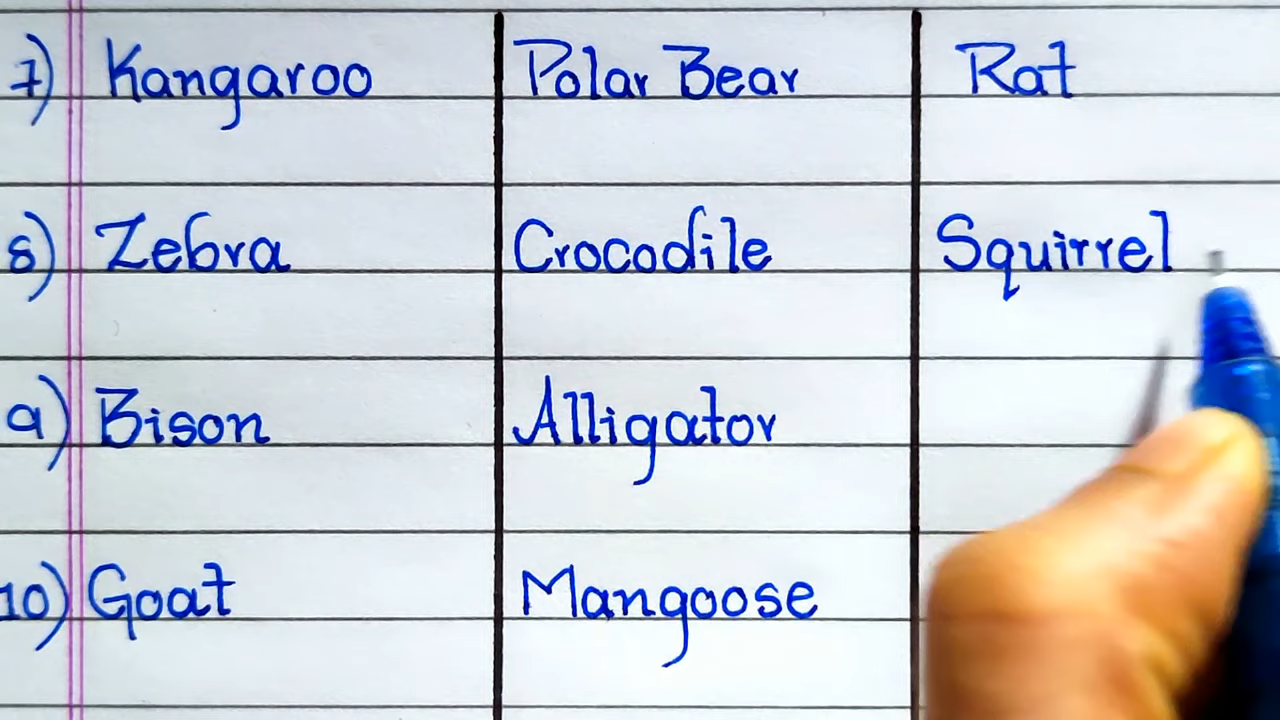 7) Kangaroo Polar Bear Rat
8) Zebra Crocodile Squirrel
9) Bison Alligator
10) Goat Mangoose